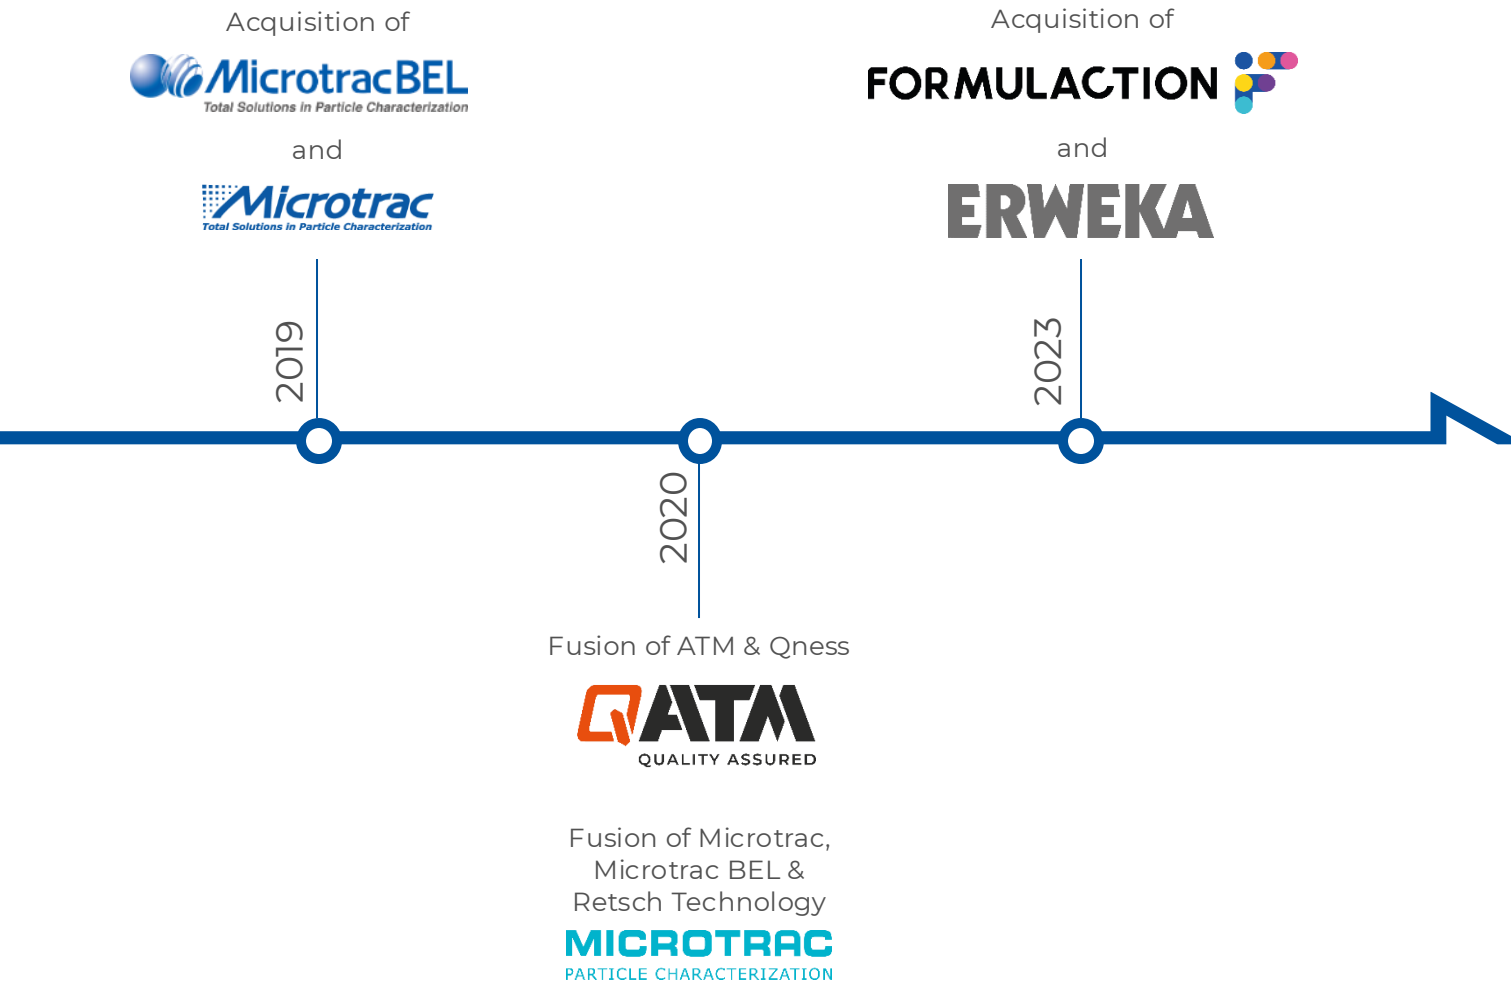 Acquisition of
MicrotracBEL
Total Solutions in Particle Characterization
and
Microtrac
Total Solutions in Particle Characterization
2019
2020
Fusion of ATM & Qness
QATM
QUALITY ASSURED
Fusion of Microtrac,
Microtrac BEL &
Retsch Technology
MICROTRAC
PARTICLE CHARACTERIZATION
Acquisition of
FORMULACTION
and
ERWEKA
2023